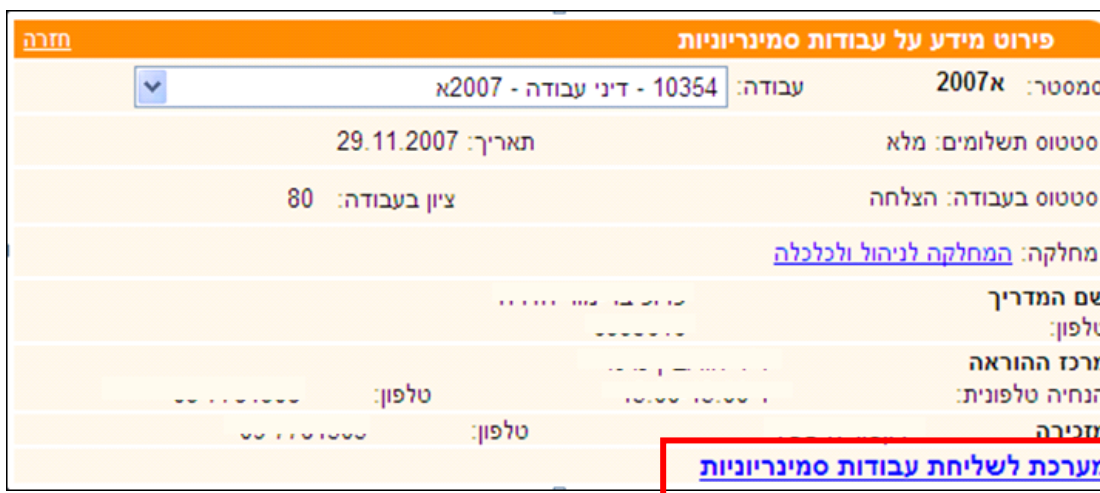 פירוט מידע על עבודות סמינריוניות חזרה
סמסטר: 2007א עבודה: 10354 - דיני עבודה - 2007א
סטטוס תשלומים: מלא תאריך: 29.11.2007
סטטוס בעבודה: הצלחה ציון בעבודה: 80
מחלקה: המחלקה לניהול ולכלכלה
שם המדריך
טלפון:
מרכז ההוראה
הנחיה טלפונית: טלפון:
מזכירה טלפון:
מערכת לשליחת עבודות סמינריוניות